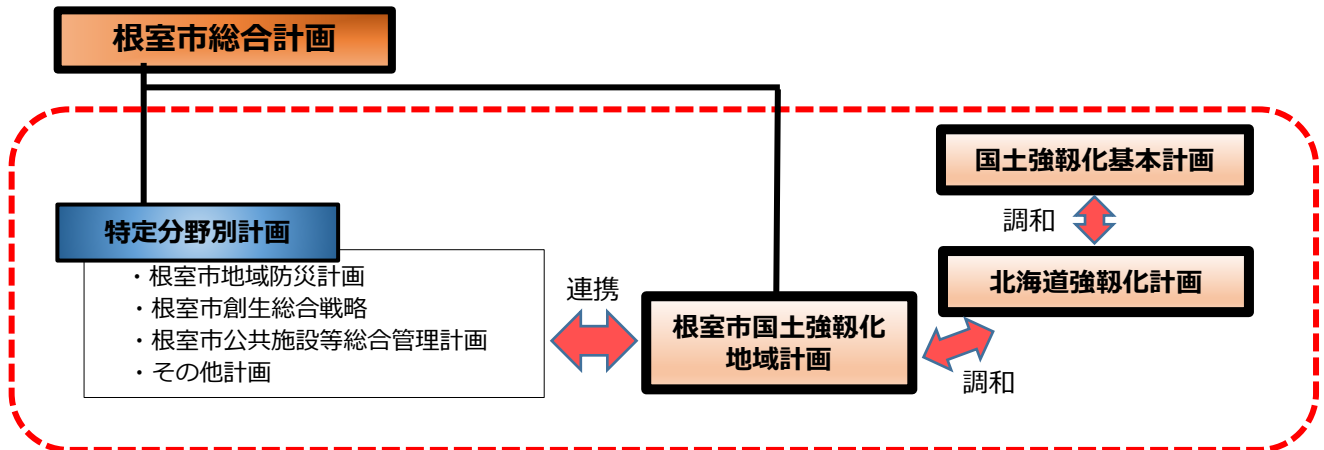 根室市総合計画
国土強靱化基本計画
調和
特定分野別計画
・根室市地域防災計画
・根室市創生総合戦略
・根室市公共施設等総合管理計画
・その他計画
連携
北海道強靱化計画
根室市国土強靱化
地域計画
調和